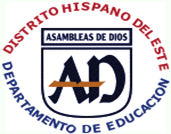 DISTRITO HISPANO DEL ESTE
ASAMBLEAS DE DIOS
AD
DEPARTAMENTO DE EDUCACION